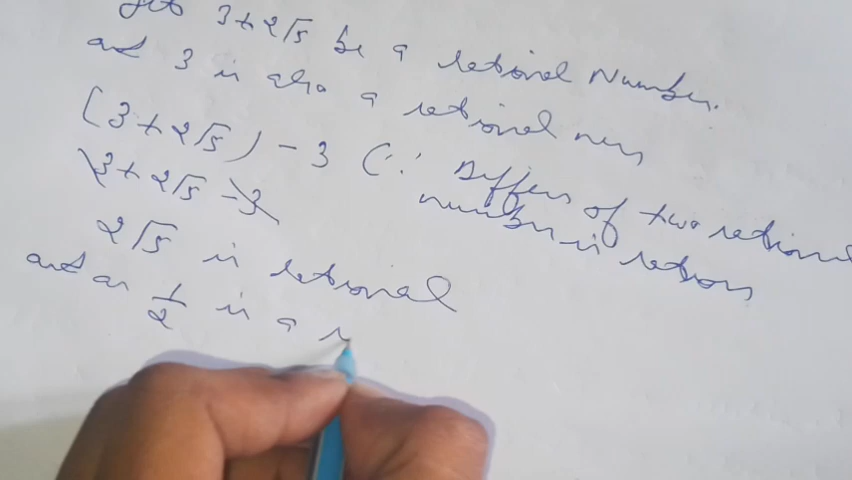 Let 3+2√5 be a rational Number.
and 3 is also a rational num
(3+2√5) - 3 (∵ Differn of two rational
3+2√5 - 3 number is ration
2√5 is rational
and as 1/2 is a r